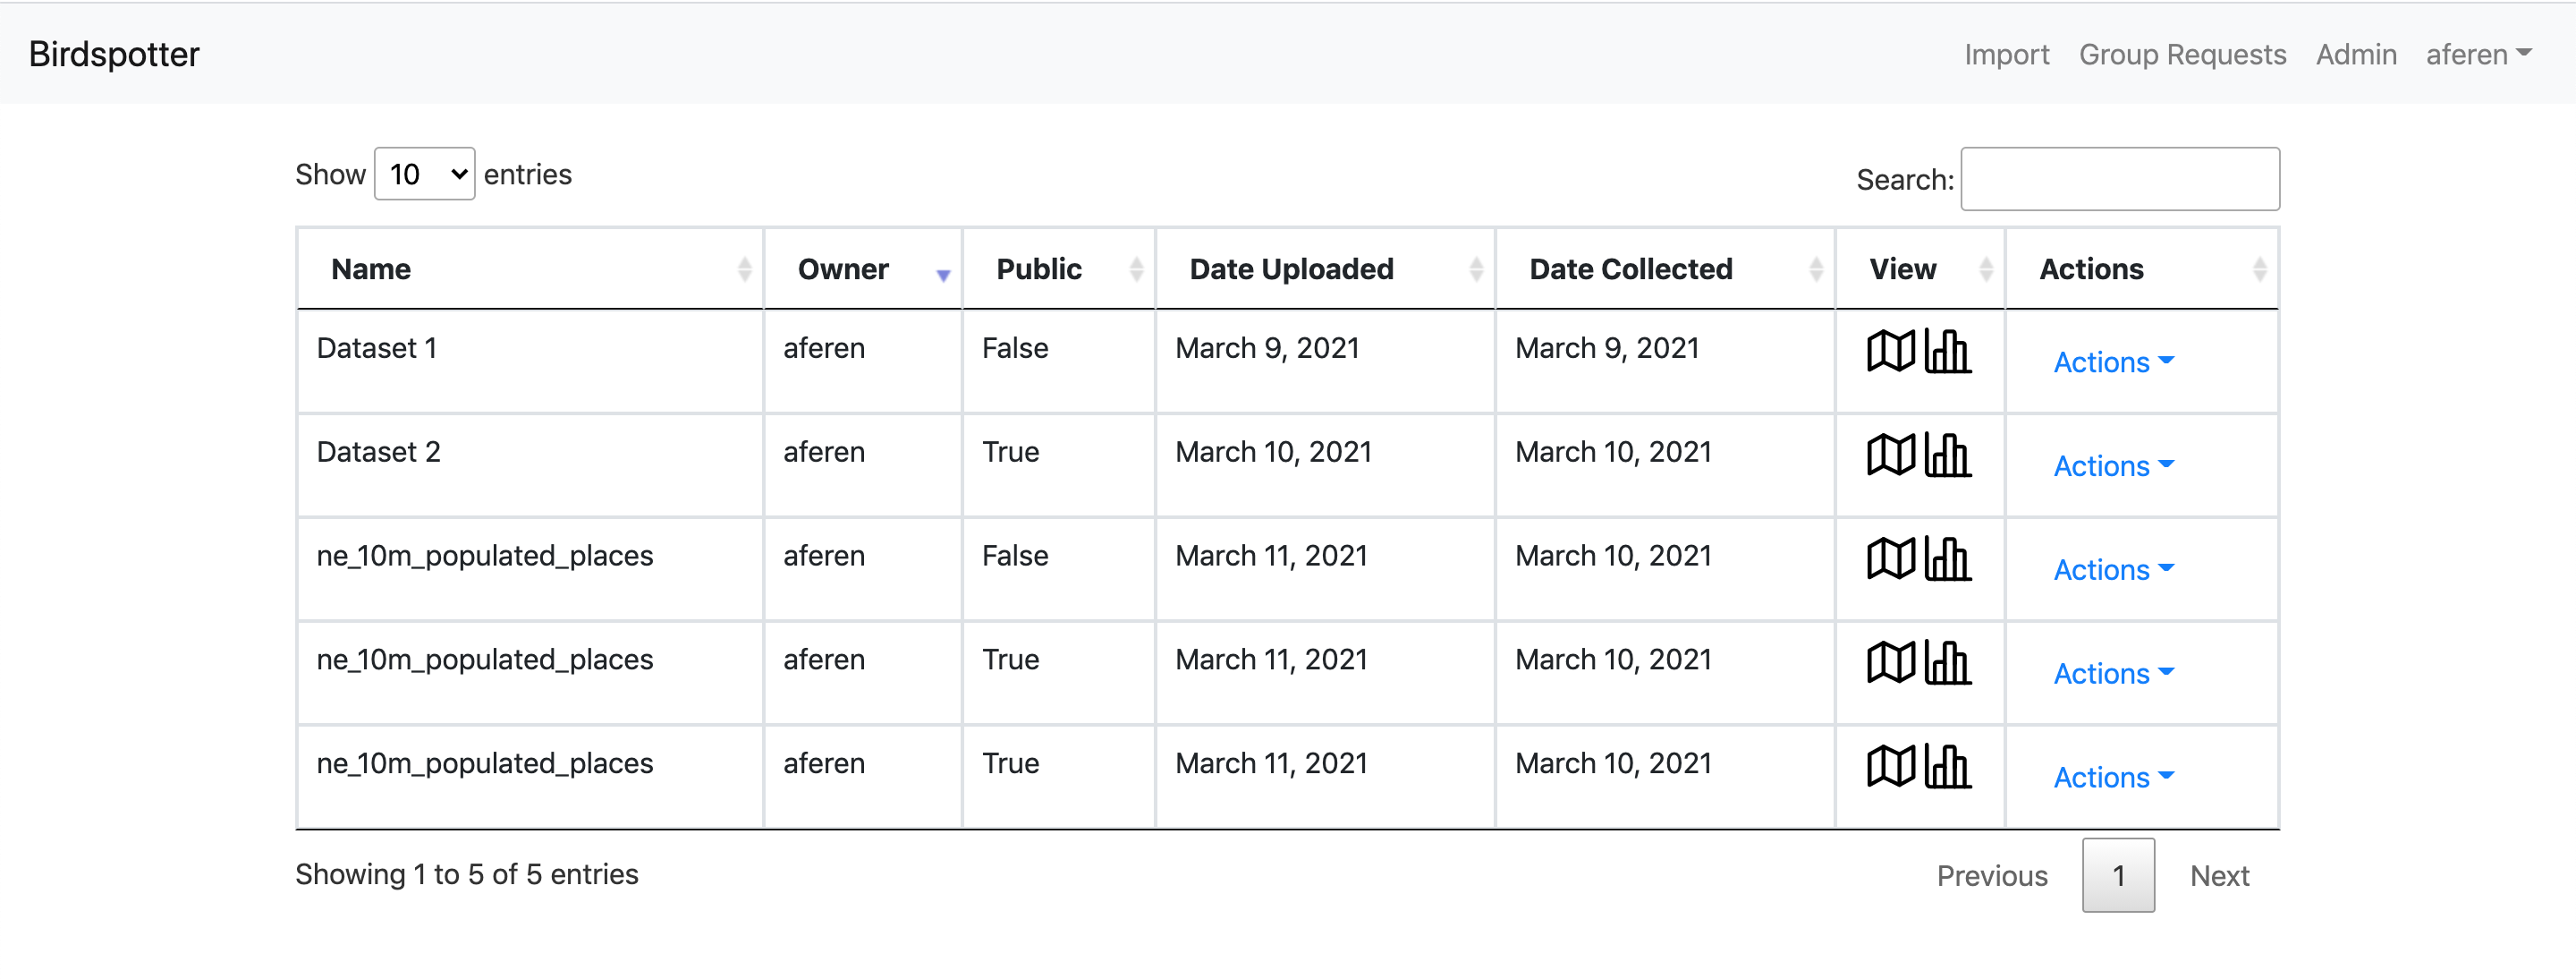 Birdspotter Import Group Requests Admin aferen
Show 10 entries Search:
Name Owner Public Date Uploaded Date Collected View Actions
Dataset 1 aferen False March 9, 2021 March 9, 2021 Actions
Dataset 2 aferen True March 10, 2021 March 10, 2021 Actions
ne_10m_populated_places aferen False March 11, 2021 March 10, 2021 Actions
ne_10m_populated_places aferen True March 11, 2021 March 10, 2021 Actions
ne_10m_populated_places aferen True March 11, 2021 March 10, 2021 Actions
Showing 1 to 5 of 5 entries Previous 1 Next